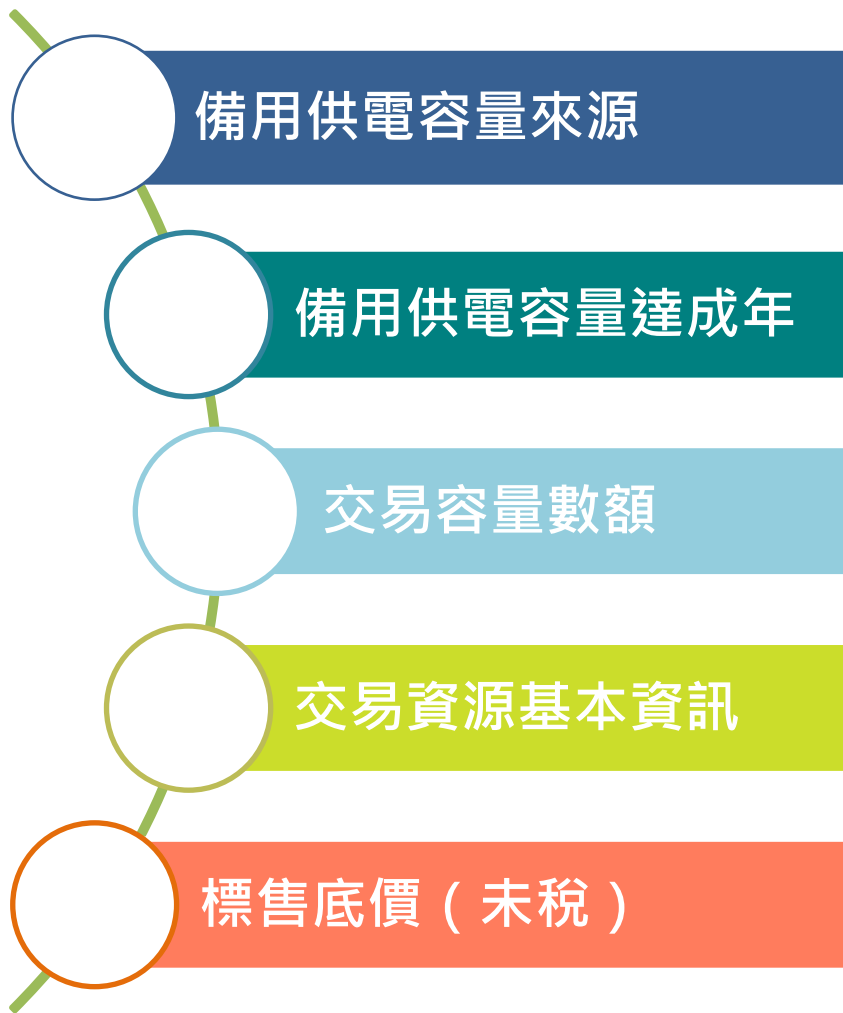 備用供電容量來源
備用供電容量達成年
交易容量數額
交易資源基本資訊
標售底價（未稅）